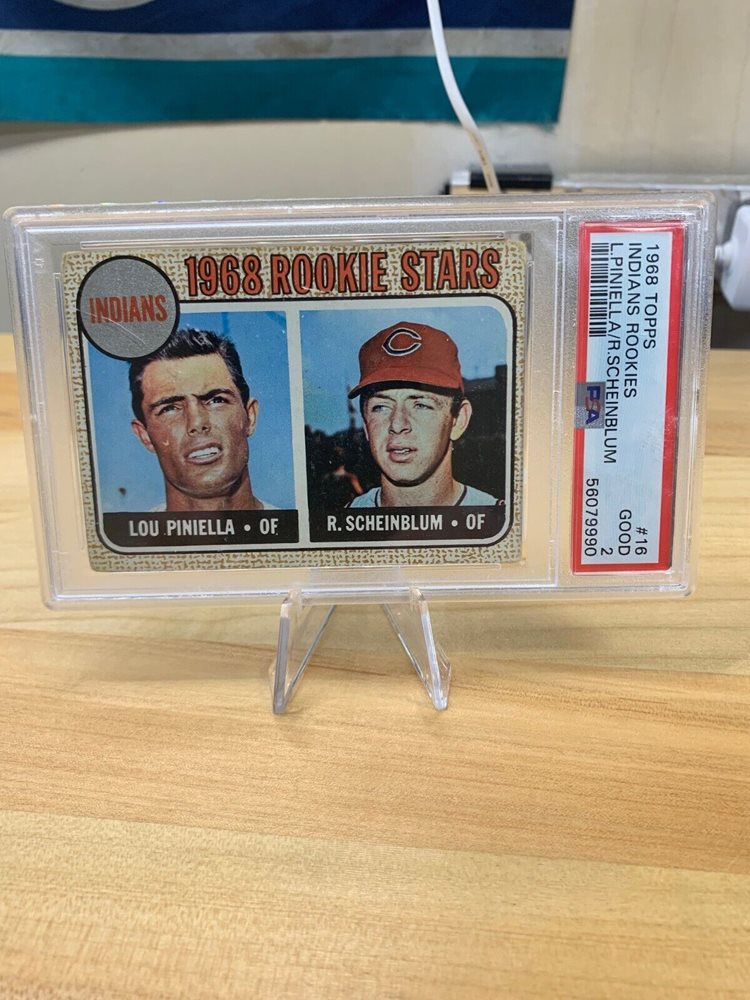 1968 ROOKIE STARS
INDIANS
LOU PINIELLA • OF
R. SCHEINBLUM • OF
C
1968 TOPPS
INDIANS ROOKIES
L.PINIELLA/R.SCHEINBLUM
#16
GOOD
2
PSA
56079990